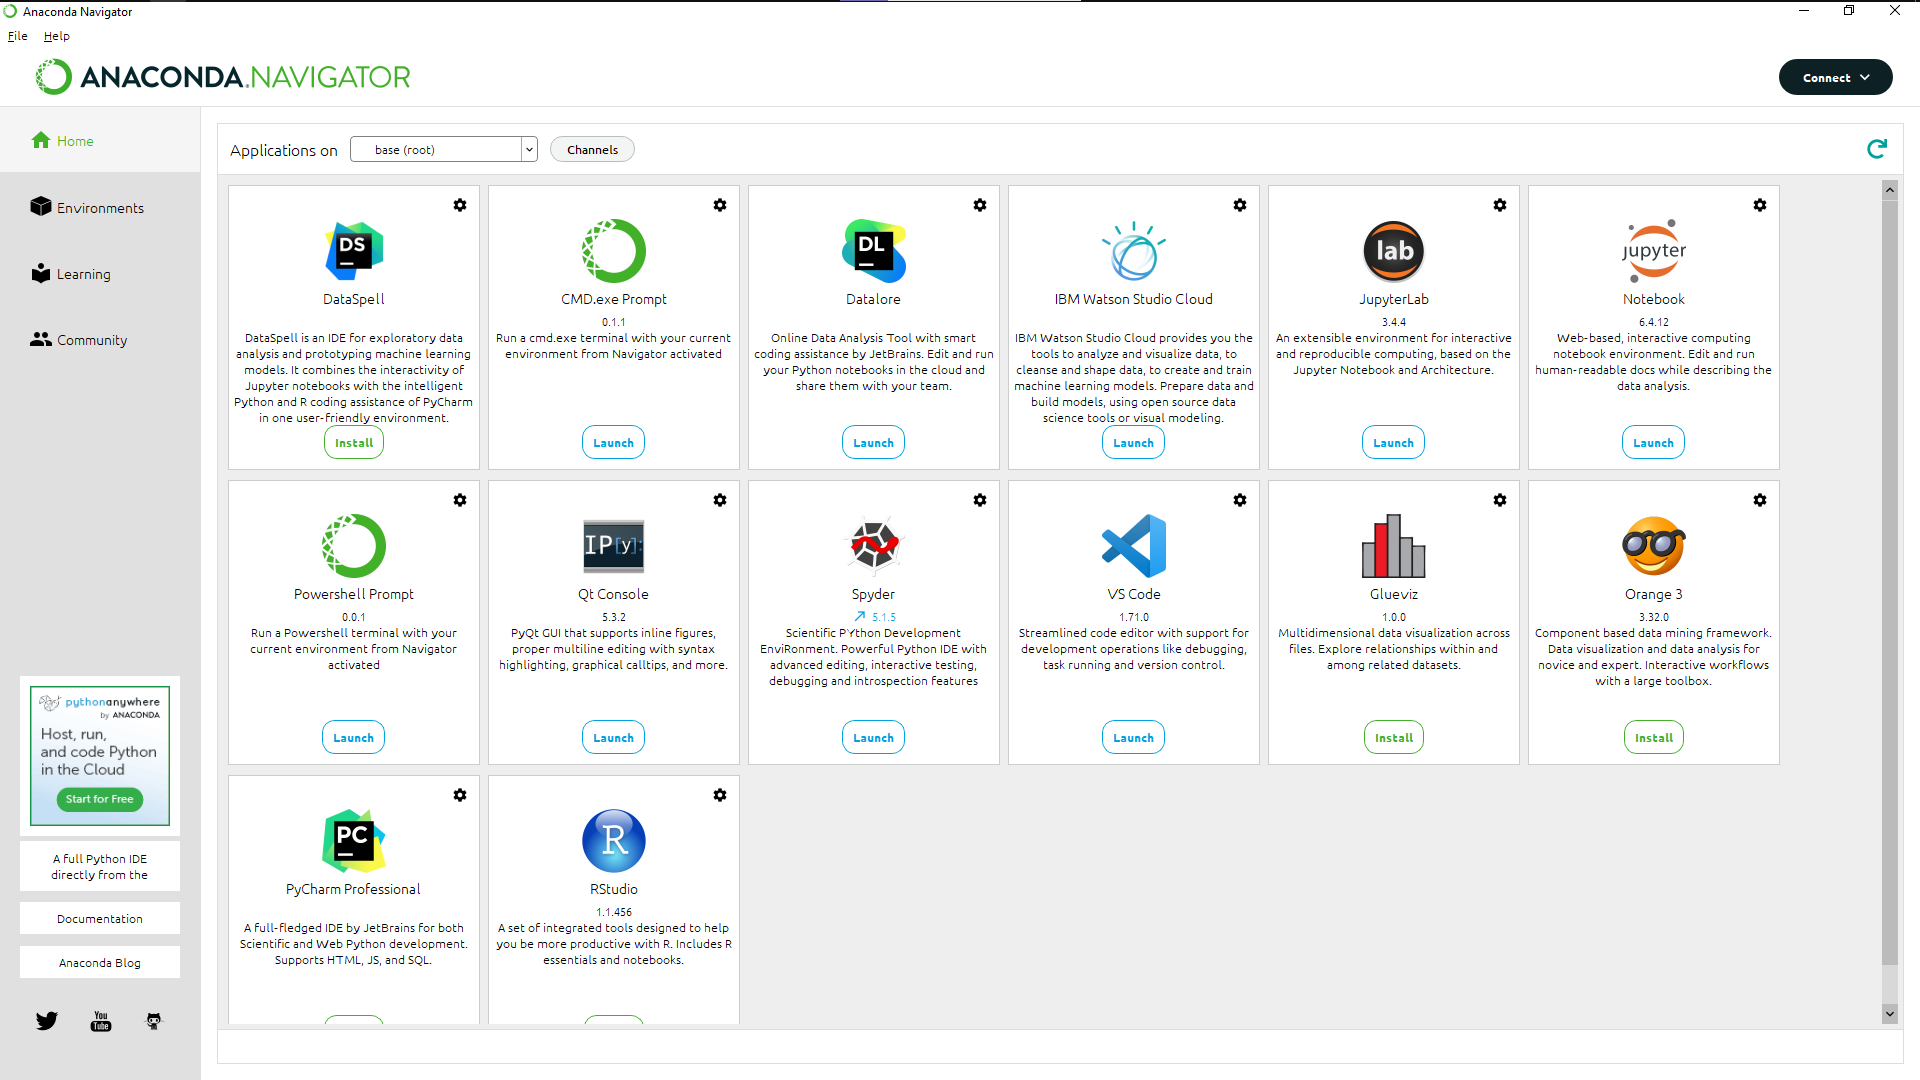 Anaconda Navigator
File Help
ANACONDA.NAVIGATOR
Connect
Home
Environments
Learning
Community
Applications on base (root) Channels
DS
DataSpell
DataSpell is an IDE for exploratory data
analysis and prototyping machine learning
models. It combines the interactivity of
Jupyter notebooks with the intelligent
Python and R coding assistance of PyCharm
in one user-friendly environment.
Install
CMD.exe Prompt
0.1.1
Run a cmd.exe terminal with your current
environment from Navigator activated
Launch
DL
Datalore
Online Data Analysis Tool with smart
coding assistance by JetBrains. Edit and run
your Python notebooks in the cloud and
share them with your team.
Launch
IBM Watson Studio Cloud
IBM Watson Studio Cloud provides you the
tools to analyze and visualize data, to
cleanse and shape data, to create and train
machine learning models. Prepare data and
build models, using open source data
science tools or visual modeling.
Launch
lab
JupyterLab
3.4.4
An extensible environment for interactive
and reproducible computing, based on the
Jupyter Notebook and Architecture.
Launch
jupyter
Notebook
6.4.12
Web-based, interactive computing
notebook environment. Edit and run
human-readable docs while describing the
data analysis.
Launch
Powershell Prompt
0.0.1
Run a Powershell terminal with your
current environment from Navigator
activated
Launch
IP[y]:
Qt Console
5.3.2
PyQt GUI that supports inline figures,
proper multiline editing with syntax
highlighting, graphical calltips, and more.
Launch
Spyder
5.1.5
Scientific PYthon Development
EnviRonment. Powerful Python IDE with
advanced editing, interactive testing,
debugging and introspection features
Launch
VS Code
1.71.0
Streamlined code editor with support for
development operations like debugging,
task running and version control.
Launch
Glueviz
1.0.0
Multidimensional data visualization across
files. Explore relationships within and
among related datasets.
Install
Orange 3
3.32.0
Component based data mining framework.
Data visualization and data analysis for
novice and expert. Interactive workflows
with a large toolbox.
Install
PC
PyCharm Professional
A full-fledged IDE by JetBrains for both
Scientific and Web Python development.
Supports HTML, JS, and SQL.
R
RStudio
1.1.456
A set of integrated tools designed to help
you be more productive with R. Includes R
essentials and notebooks.
pythonanywhere
by ANACONDA
Host, run,
and code Python
in the Cloud
Start for Free
A full Python IDE
directly from the
Documentation
Anaconda Blog
You
Tube